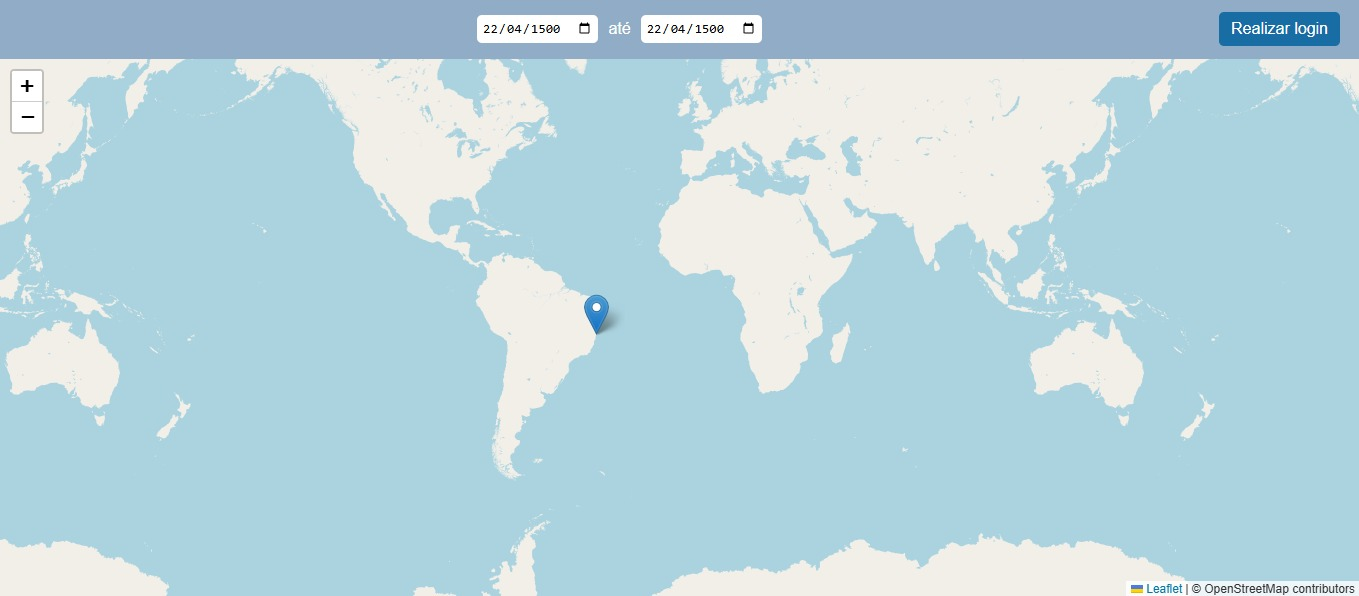 22/04/1500 até 22/04/1500 Realizar login
+
−
Leaflet | © OpenStreetMap contributors